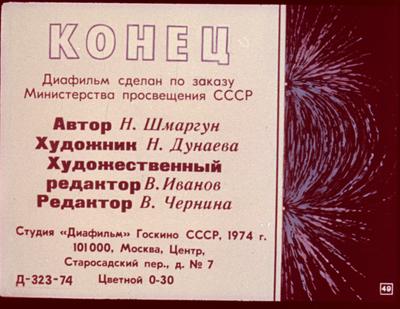 КОНЕЦ
Диафильм сделан по заказу
Министерства просвещения СССР
Автор Н. Шмаргун
Художник Н. Дунаева
Художественный
редактор В. Иванов
Редактор В. Чернина
Студия «Диафильм» Госкино СССР, 1974 г.
101000, Москва, Центр,
Старосадский пер., д. № 7
Д-323-74 Цветной 0-30
49